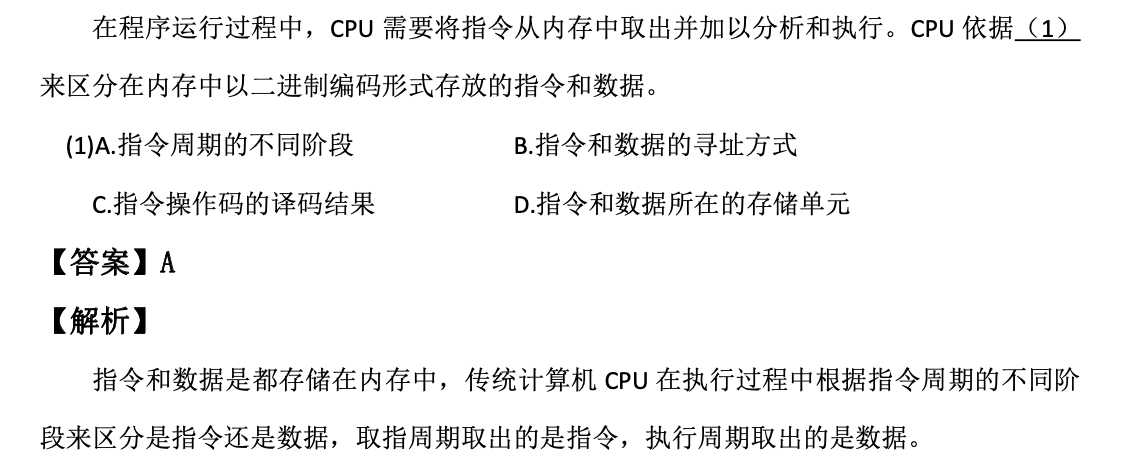 在程序运行过程中，CPU 需要将指令从内存中取出并加以分析和执行。CPU 依据（1）
来区分在内存中以二进制编码形式存放的指令和数据。
(1)A.指令周期的不同阶段 B.指令和数据的寻址方式
C.指令操作码的译码结果 D.指令和数据所在的存储单元
【答案】A
【解析】
指令和数据是都存储在内存中，传统计算机 CPU 在执行过程中根据指令周期的不同阶
段来区分是指令还是数据，取指周期取出的是指令，执行周期取出的是数据。